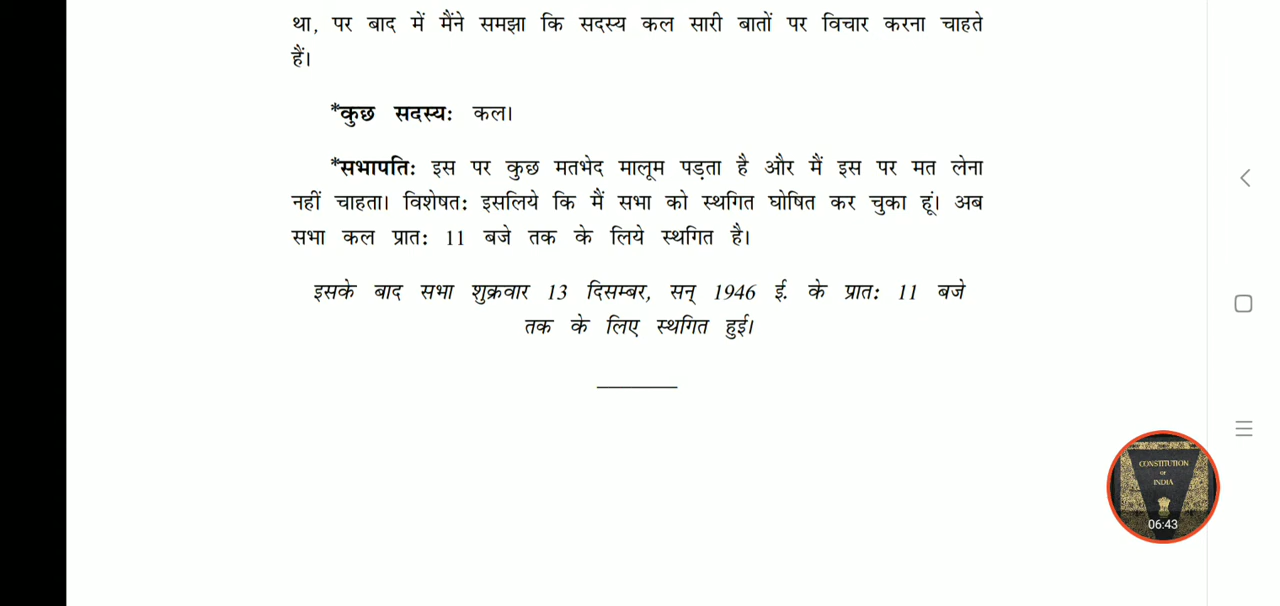 था, पर बाद में मैंने समझा कि सदस्य कल सारी बातों पर विचार करना चाहते
हैं।
*कुछ सदस्य: कल।
*सभापति: इस पर कुछ मतभेद मालूम पड़ता है और मैं इस पर मत लेना
नहीं चाहता। विशेषत: इसलिये कि मैं सभा को स्थगित घोषित कर चुका हूं। अब
सभा कल प्रात: 11 बजे तक के लिये स्थगित है।
इसके बाद सभा शुक्रवार 13 दिसम्बर, सन् 1946 ई. के प्रात: 11 बजे
तक के लिए स्थगित हुई।
CONSTITUTION
OF
INDIA
06:43